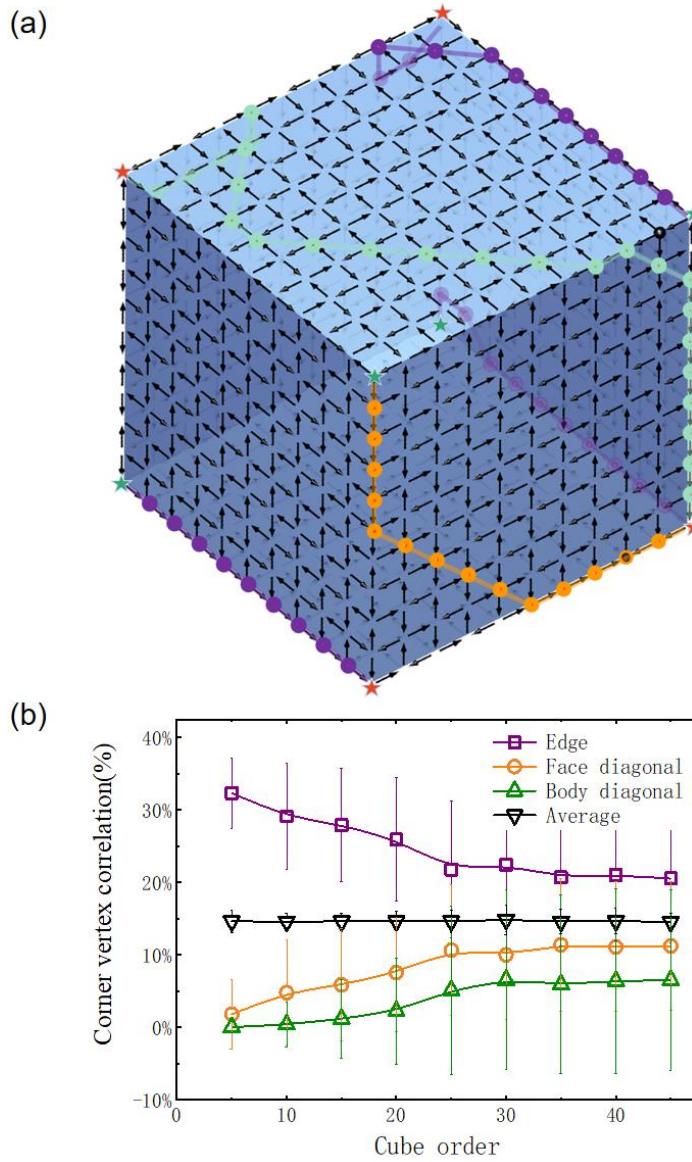 (a)
(b)
Corner vertex correlation(%)
40%
30%
20%
10%
0%
-10%
Edge
Face diagonal
Body diagonal
Average
0
10
20
30
40
Cube order